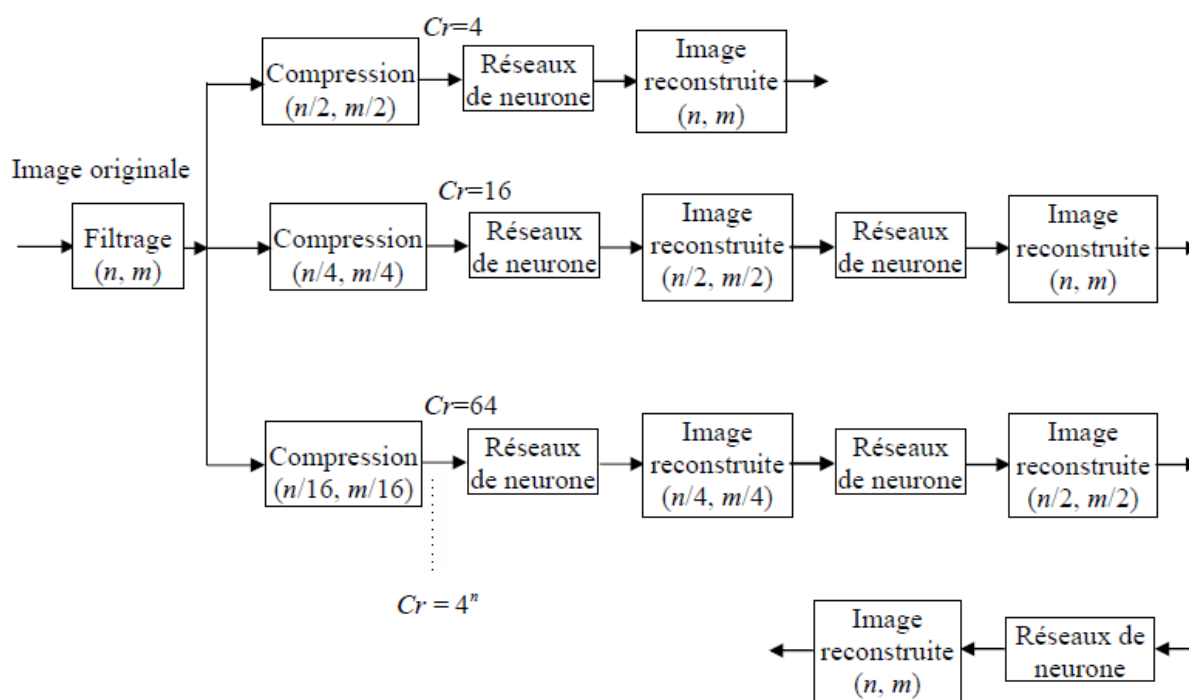 Cr=4
Compression
(n/2, m/2)
Réseaux
de neurone
Image
reconstruite
(n, m)
Image originale
Filtrage
(n, m)
Cr=16
Compression
(n/4, m/4)
Réseaux
de neurone
Image
reconstruite
(n/2, m/2)
Réseaux
de neurone
Image
reconstruite
(n, m)
Cr=64
Compression
(n/16, m/16)
Réseaux
de neurone
Image
reconstruite
(n/4, m/4)
Réseaux
de neurone
Image
reconstruite
(n/2, m/2)
Cr = 4ⁿ
Image
reconstruite
(n, m)
Réseaux de
neurone